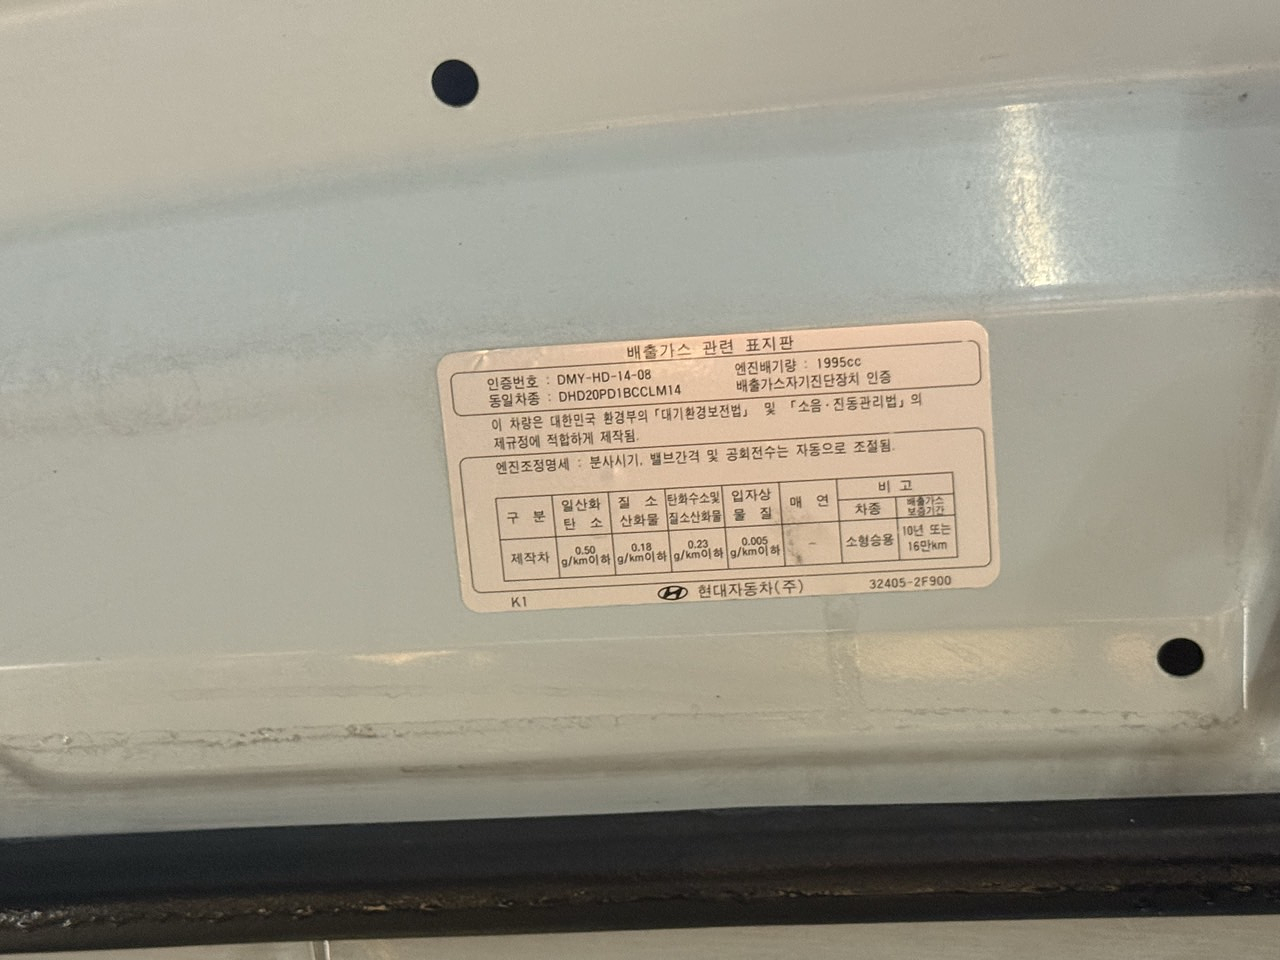 배출가스 관련 표지판
인증번호 : DMY-HD-14-08 엔진배기량 : 1995cc
동일차종 : DHD20PD1BCCLM14 배출가스자기진단장치 인증
이 차량은 대한민국 환경부의 「대기환경보전법」 및 「소음·진동관리법」의
제규정에 적합하게 제작됨.
엔진조정명세 : 분사시기, 밸브간격 및 공회전수는 자동으로 조절됨.
구 분 일산화 탄 소 질 소 산화물 탄화수소및 질소산화물 입자상 물 질 매 연 비 고
차종 배출가스 보증기간
제작차 0.50 g/km이하 0.18 g/km이하 0.23 g/km이하 0.005 g/km이하 - 소형승용 10년 또는 16만km
K1 현대자동차(주) 32405-2F900